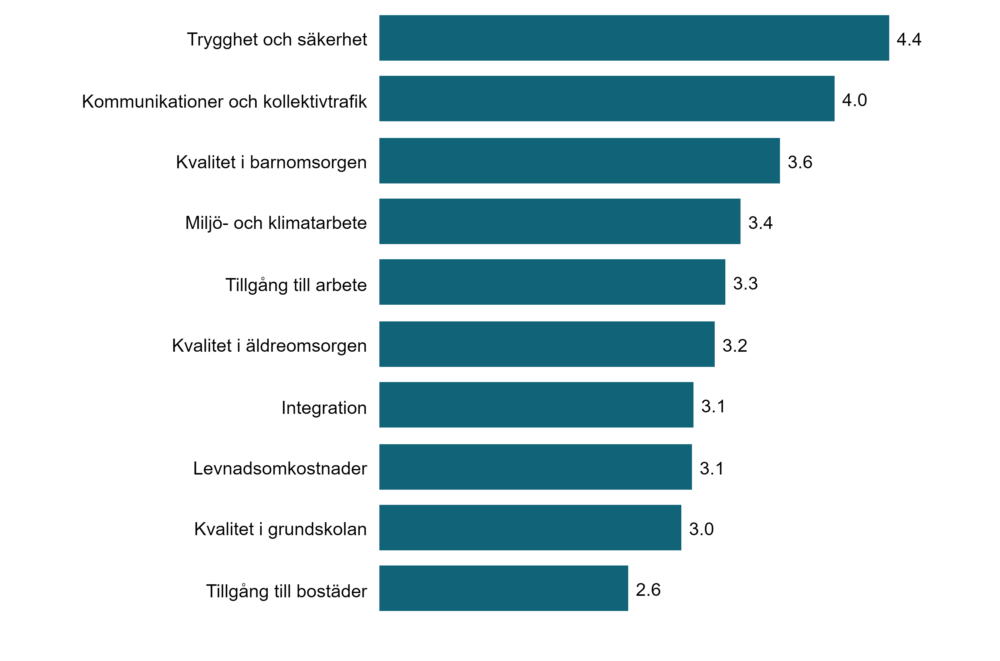 Trygghet och säkerhet 4.4
Kommunikationer och kollektivtrafik 4.0
Kvalitet i barnomsorgen 3.6
Miljö- och klimatarbete 3.4
Tillgång till arbete 3.3
Kvalitet i äldreomsorgen 3.2
Integration 3.1
Levnadsomkostnader 3.1
Kvalitet i grundskolan 3.0
Tillgång till bostäder 2.6